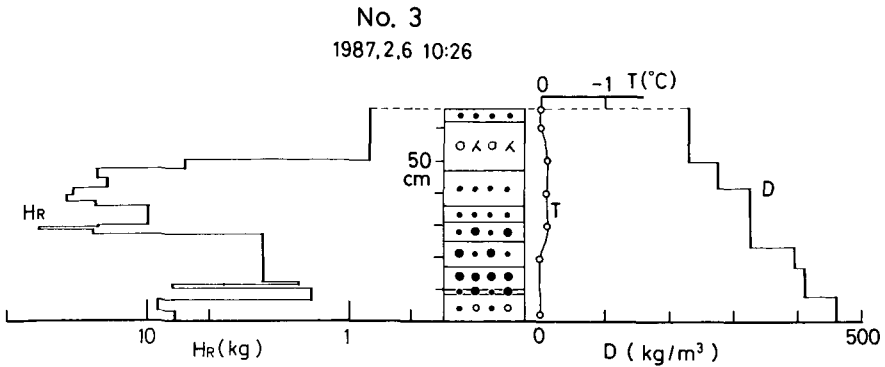 No. 3
1987,2,6 10:26
0 -1 T(°C)
50
cm
HR
T
D
10 1 0 500
HR(kg) D (kg/m³)